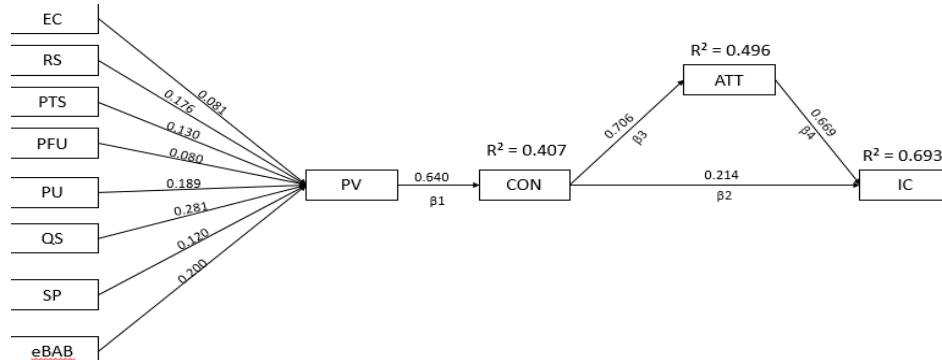 EC
RS
PTS
PFU
PU
QS
SP
eBAB
0.081
0.176
0.130
0.080
0.189
0.281
0.120
0.200
PV
0.640
β1
R² = 0.407
CON
0.706
β3
R² = 0.496
ATT
0.669
β4
0.214
β2
R² = 0.693
IC